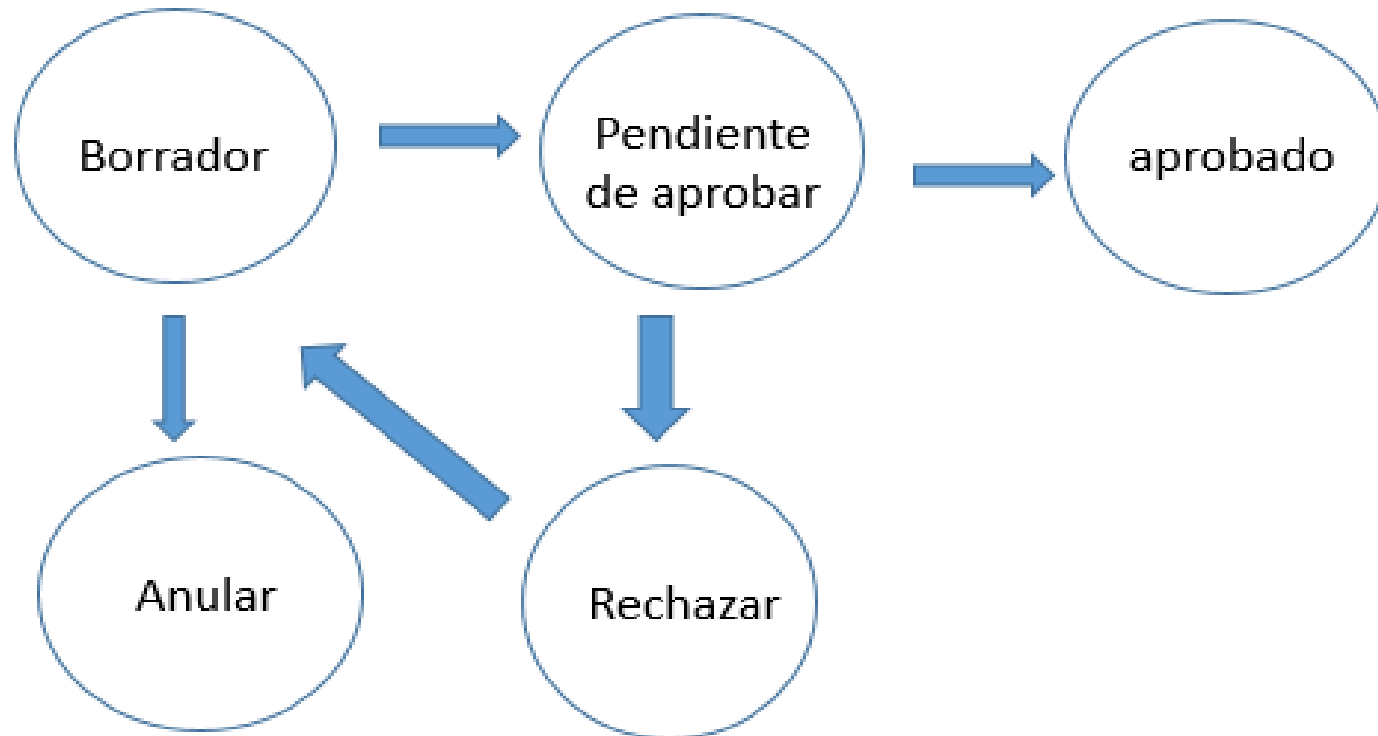 Borrador
Pendiente
de aprobar
aprobado
Anular
Rechazar